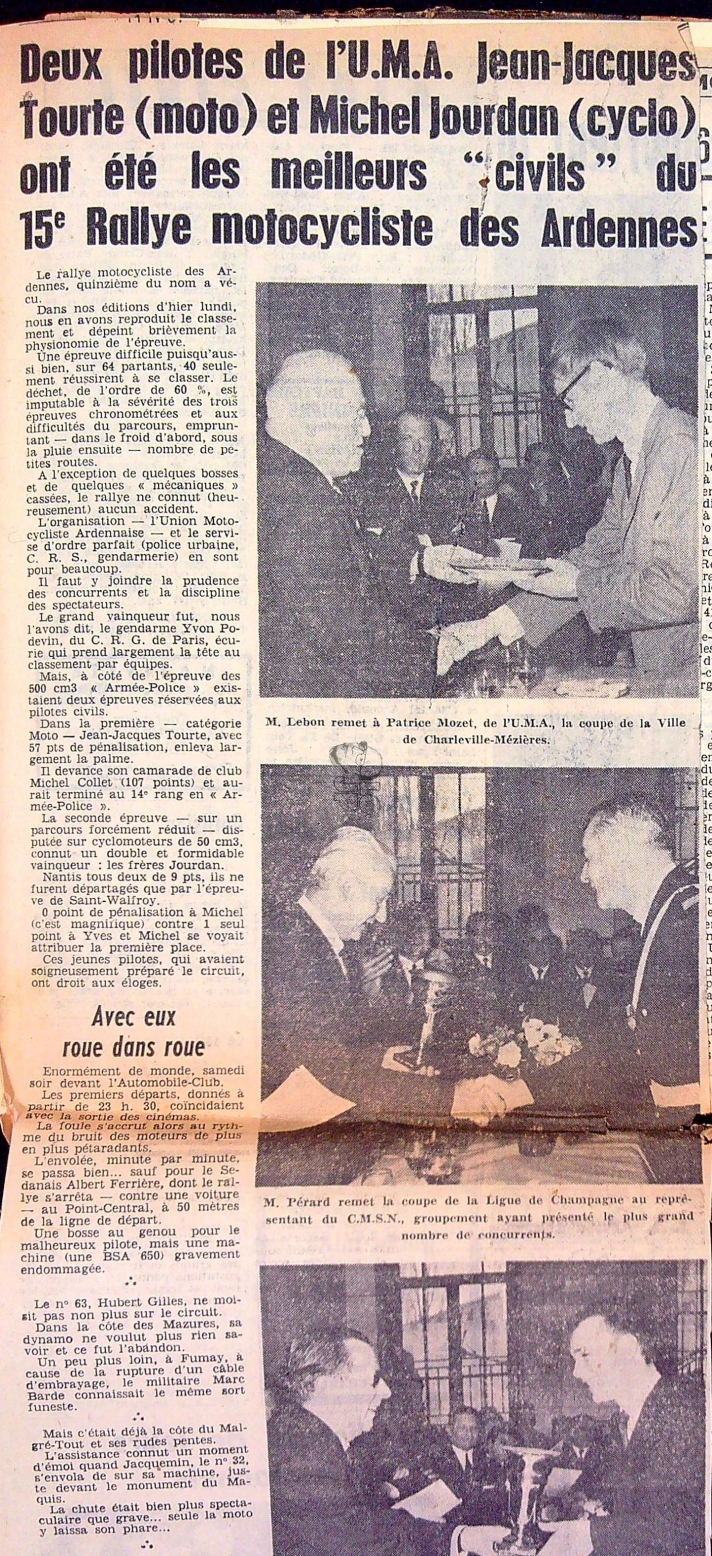 Deux pilotes de l'U.M.A. Jean-Jacques
Tourte (moto) et Michel Jourdan (cyclo)
ont été les meilleurs "civils" du
15e Rallye motocycliste des Ardennes
Le rallye motocycliste des Ar-
dennes, quinzième du nom a vé-
cu.
Dans nos éditions d'hier lundi,
nous en avons reproduit le classe-
ment et dépeint brièvement la
physionomie de l'épreuve.
Une épreuve difficile puisqu'aus-
si bien, sur 64 partants, 40 seule-
ment réussirent à se classer. Le
déchet, de l'ordre de 60 %, est
imputable à la sévérité des trois
épreuves chronométrées et aux
difficultés du parcours, emprun-
tant — dans le froid d'abord, sous
la pluie ensuite — nombre de pe-
tites routes.
A l'exception de quelques bosses
et de quelques « mécaniques »
cassées, le rallye ne connut (heu-
reusement) aucun accident.
L'organisation — l'Union Moto-
cycliste Ardennaise — et le servi-
se d'ordre parfait (police urbaine,
C. R. S., gendarmerie) en sont
pour beaucoup.
Il faut y joindre la prudence
des concurrents et la discipline
des spectateurs.
Le grand vainqueur fut, nous
l'avons dit, le gendarme Yvon Po-
devin, du C. R. G. de Paris, écu-
rie qui prend largement la tête au
classement par équipes.
Mais, à côté de l'épreuve des
500 cm3 « Armée-Police » exis-
taient deux épreuves réservées aux
pilotes civils.
Dans la première — catégorie
Moto — Jean-Jacques Tourte, avec
57 pts de pénalisation, enleva lar-
gement la palme.
Il devance son camarade de club
Michel Collet (107 points) et au-
rait terminé au 14e rang en « Ar-
mée-Police ».
La seconde épreuve — sur un
parcours forcément réduit — dis-
putée sur cyclomoteurs de 50 cm3,
connut un double et formidable
vainqueur : les frères Jourdan.
Nantis tous deux de 9 pts, ils ne
furent départagés que par l'épreu-
ve de Saint-Walfroy.
0 point de pénalisation à Michel
(c'est magnifique) contre 1 seul
point à Yves et Michel se voyait
attribuer la première place.
Ces jeunes pilotes, qui avaient
soigneusement préparé le circuit,
ont droit aux éloges.
Avec eux
roue dans roue
Enormément de monde, samedi
soir devant l'Automobile-Club.
Les premiers départs, donnés à
partir de 23 h. 30, coïncidaient
avec la sortie des cinémas.
La foule s'accrut alors au ryth-
me du bruit des moteurs de plus
en plus pétaradants.
L'envolée, minute par minute,
se passa bien... sauf pour le Se-
danais Albert Ferrière, dont le ral-
lye s'arrêta — contre une voiture
— au Point-Central, à 50 mètres
de la ligne de départ.
Une bosse au genou pour le
malheureux pilote, mais une ma-
chine (une BSA 650) gravement
endommagée.
Le n° 63, Hubert Gilles, ne moi-
sit pas non plus sur le circuit.
Dans la côte des Mazures, sa
dynamo ne voulut plus rien sa-
voir et ce fut l'abandon.
Un peu plus loin, à Fumay, à
cause de la rupture d'un câble
d'embrayage, le militaire Marc
Barde connaissait le même sort
funeste.
Mais c'était déjà la côte du Mal-
gré-Tout et ses rudes pentes.
L'assistance connut un moment
d'émoi quand Jacquemin, le n° 32,
s'envola de sur sa machine, jus-
te devant le monument du Ma-
quis.
La chute était bien plus specta-
culaire que grave... seule la moto
y laissa son phare...
M. Lebon remet à Patrice Mozet, de l'U.M.A., la coupe de la Ville
de Charleville-Mézières.
M. Pérard remet la coupe de la Ligue de Champagne au repré-
sentant du C.M.S.N., groupement ayant présenté le plus grand
nombre de concurrents.